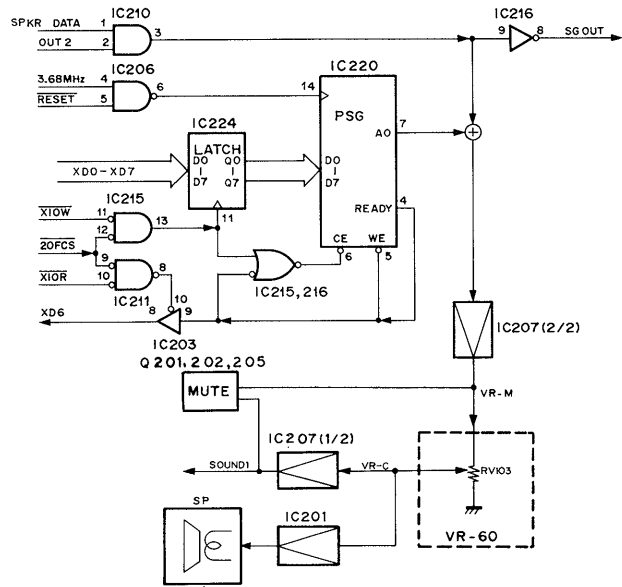 IC210
SPKR DATA 1
OUT 2 2
3
IC216
9 8 SG OUT
IC206
3.68MHz 4
RESET 5
6
IC220
14
PSG
AO 7
IC224
LATCH
D0 Q0
D7 Q7
XD0-XD7
D0
D7
11
READY 4
CE WE
6 5
IC215
XIOW 11
12
13
20FCS
9
XIOR 10
8
IC211
IC215, 216
10
XD6 8 9
IC203
IC207(2/2)
Q201, 202, 205
MUTE
VR-M
IC207(1/2)
SOUND1
VR-C
RV103
VR-60
SP
IC201